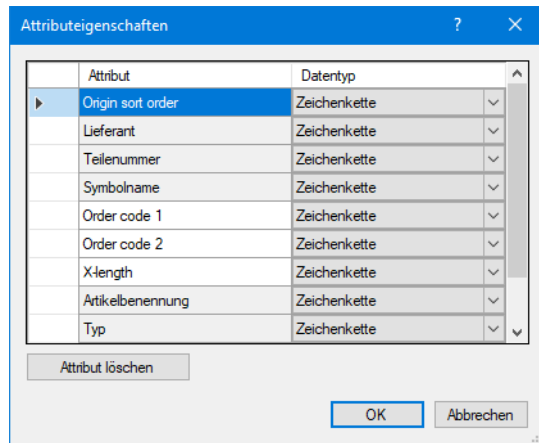 Attributeigenschaften ?
Attribut Datentyp
Origin sort order Zeichenkette
Lieferant Zeichenkette
Teilenummer Zeichenkette
Symbolname Zeichenkette
Order code 1 Zeichenkette
Order code 2 Zeichenkette
X-length Zeichenkette
Artikelbenennung Zeichenkette
Typ Zeichenkette
Attribut löschen
OK Abbrechen